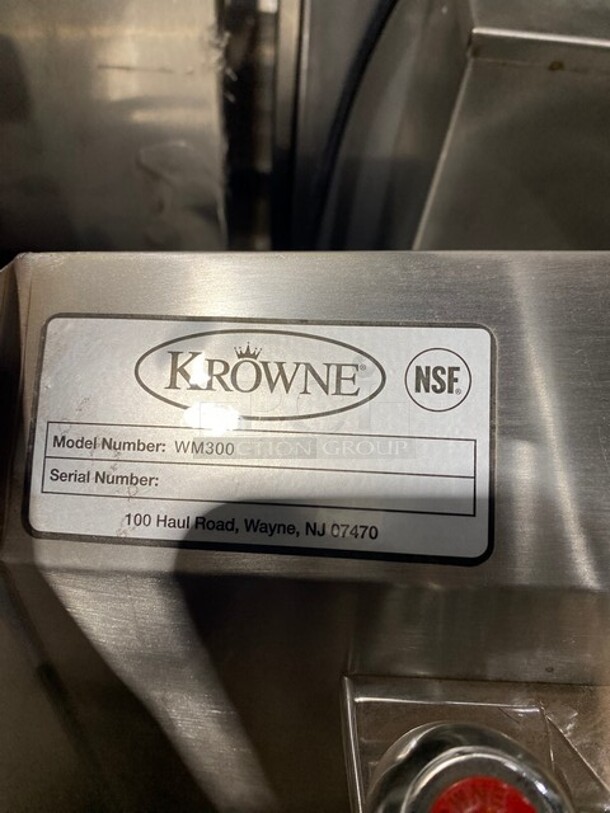 KROWNE®
NSF®
Model Number: WM300
Serial Number:
100 Haul Road, Wayne, NJ 07470